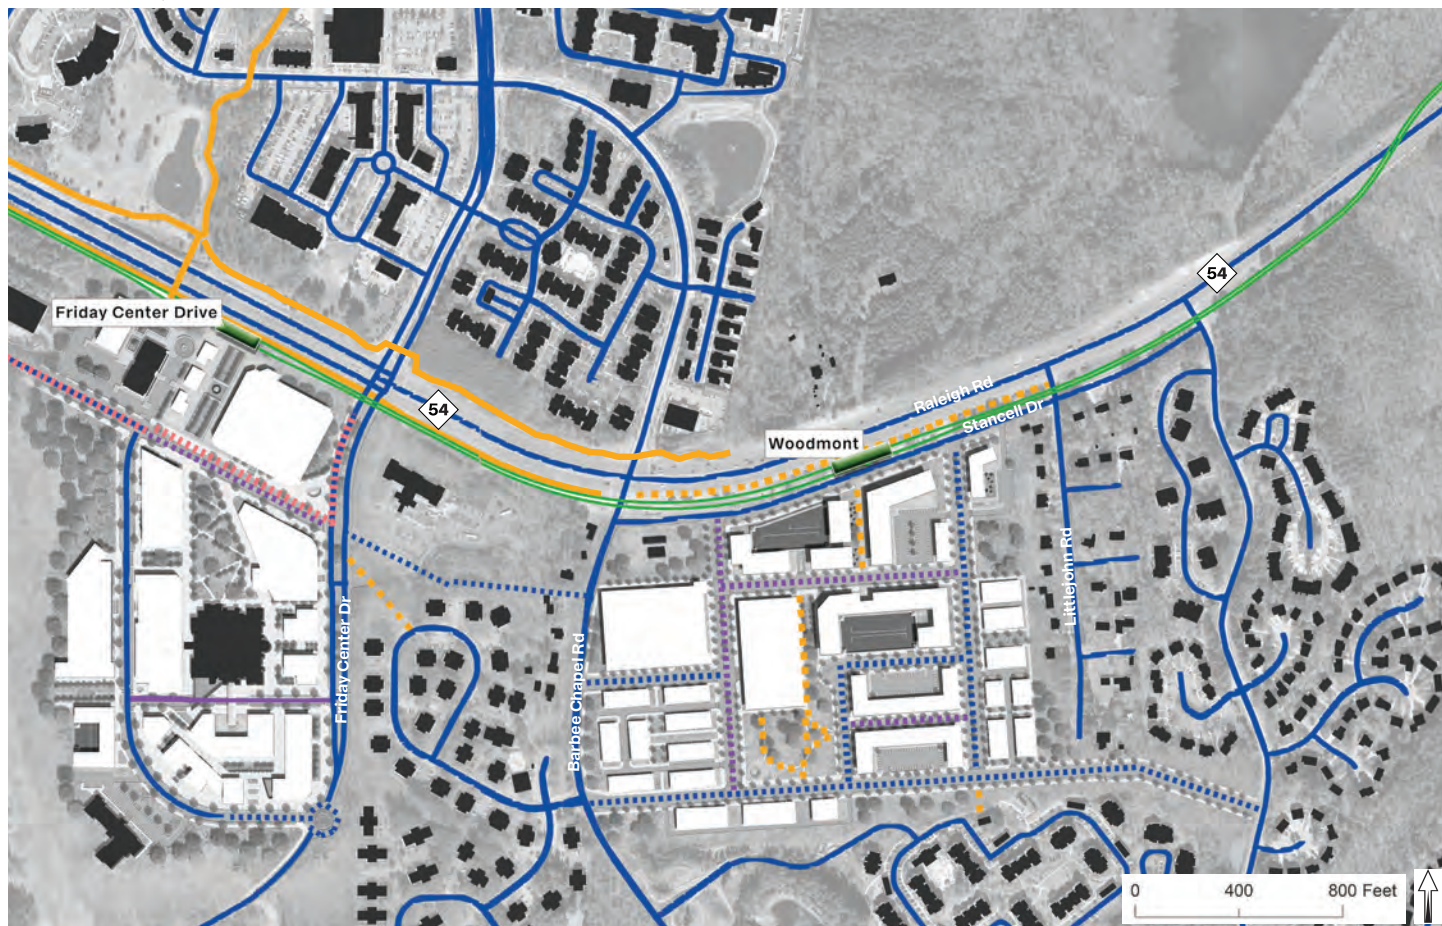 54
Friday Center Drive
Raleigh Rd
54
Stancell Dr
Woodmont
Littlejohn Rd
Friday Center Dr
Barbee Chapel Rd
0 400 800 Feet